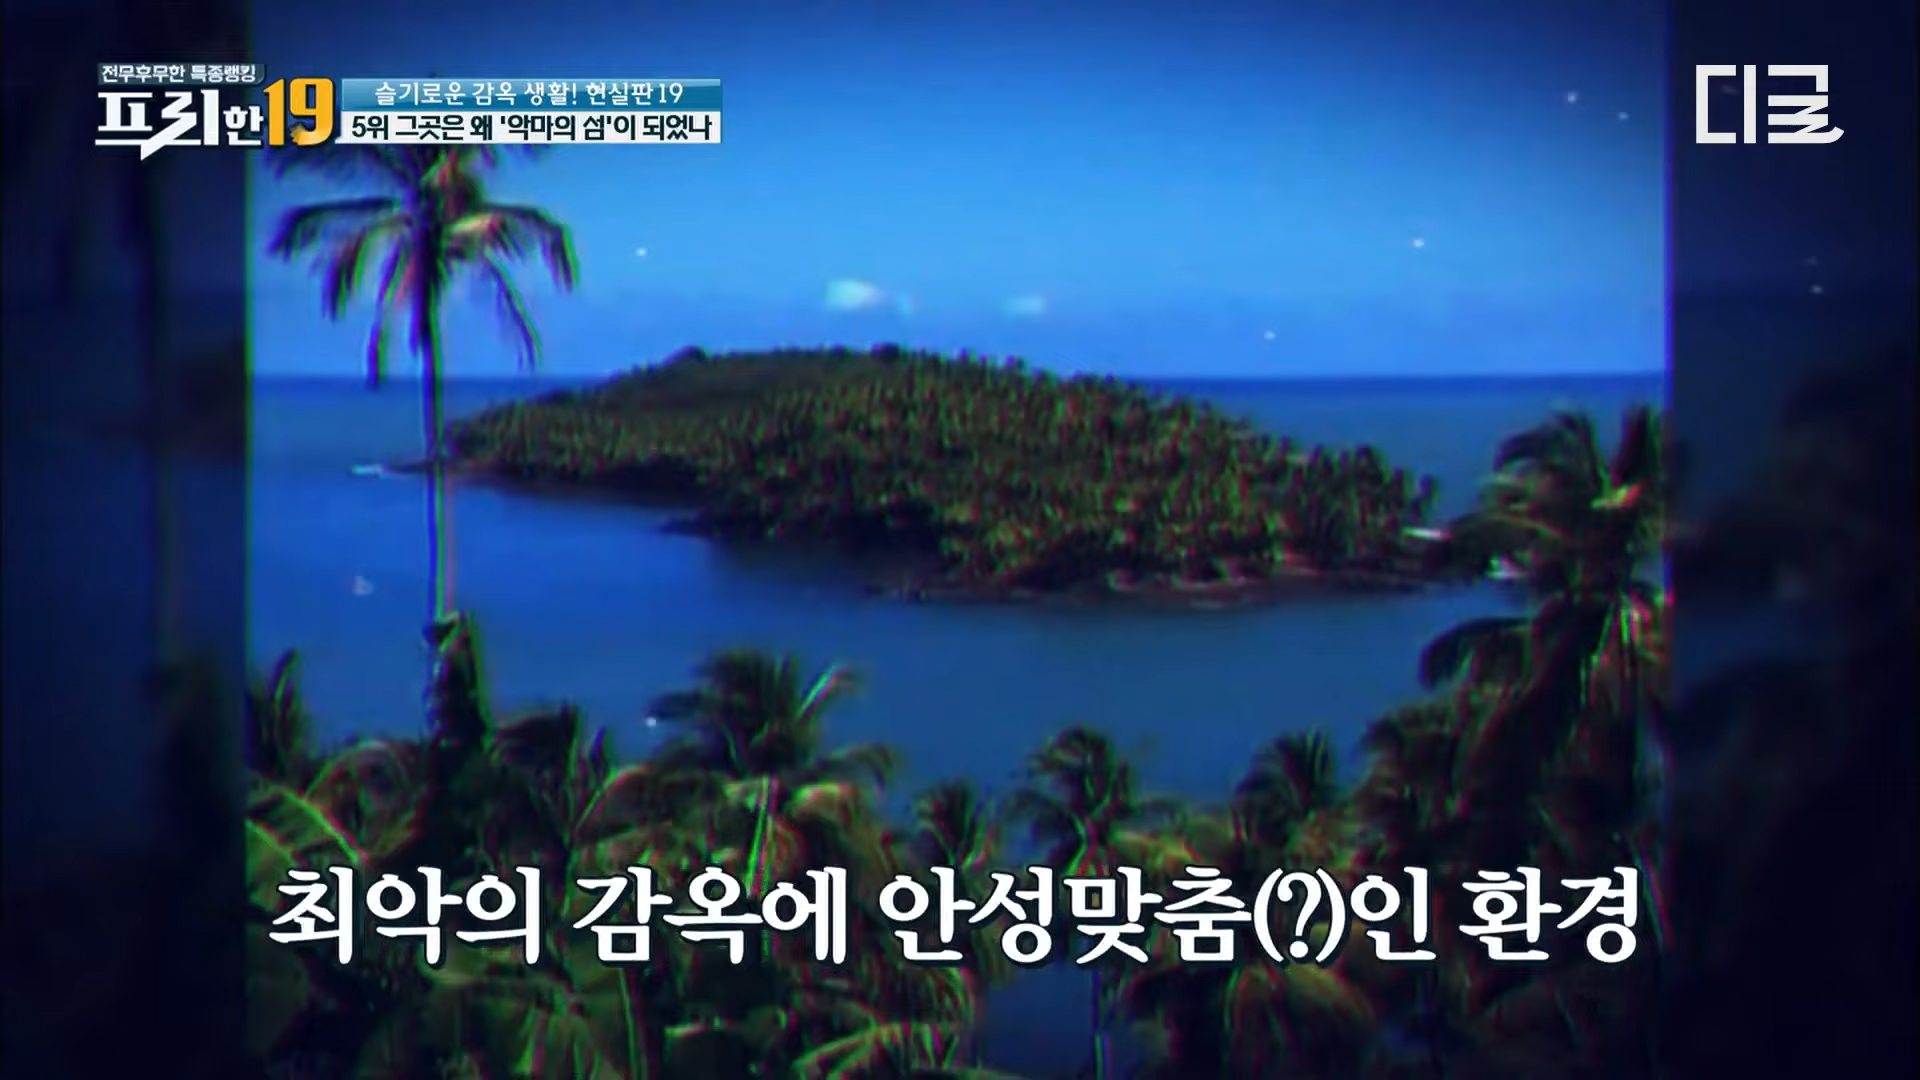 전무후무한 특종랭킹
프리한19
슬기로운 감옥 생활! 현실판 19
5위 그곳은 왜 '악마의 섬'이 되었나
디글
최악의 감옥에 안성맞춤(?)인 환경